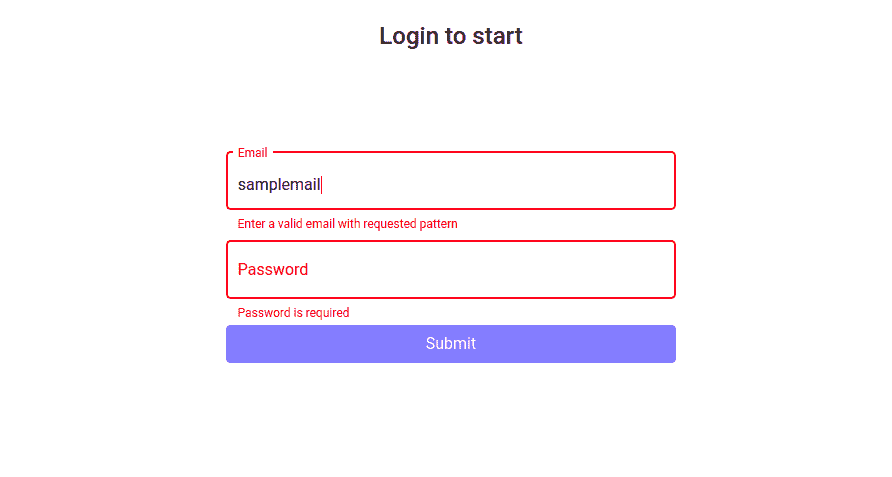 Login to start
Email
samplemail
Enter a valid email with requested pattern
Password
Password is required
Submit